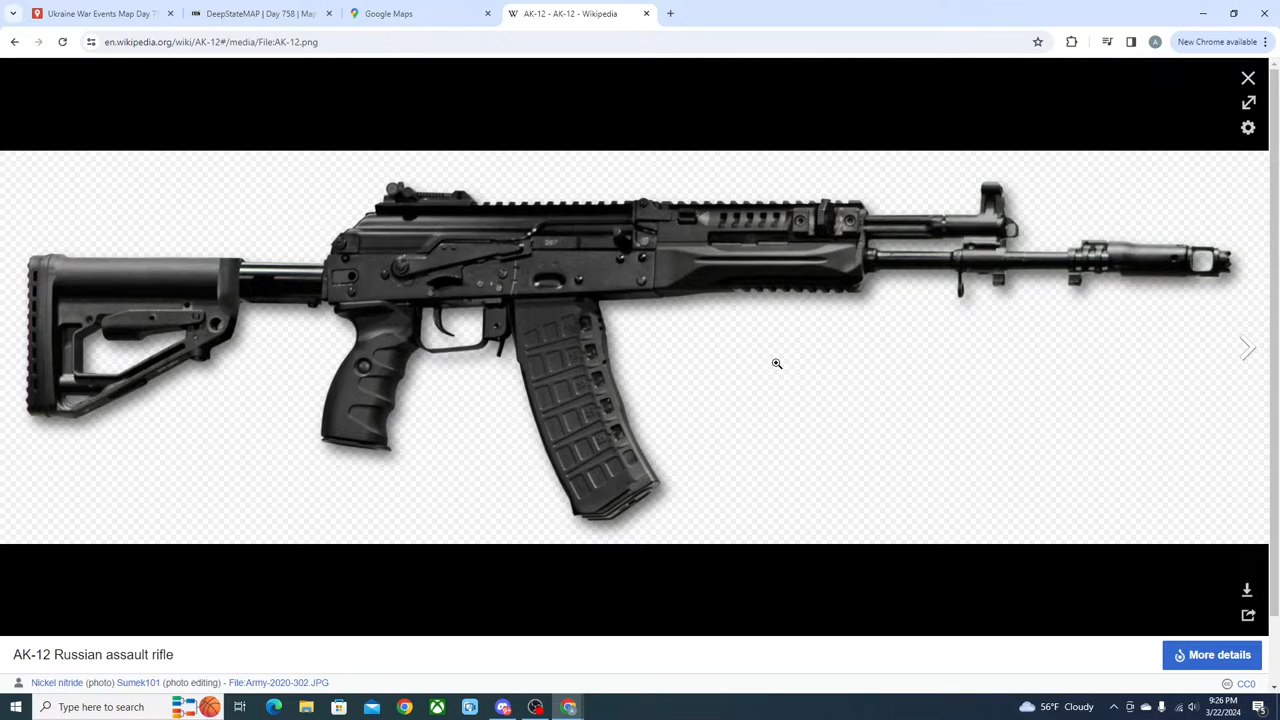 Ukraine War Events Map Day 7
DeepStateMAP | Day 758 | Map
Google Maps
AK-12 - AK-12 - Wikipedia
en.wikipedia.org/wiki/AK-12#/media/File:AK-12.png
A
New Chrome available
AK-12 Russian assault rifle
More details
Nickel nitride (photo) Sumek101 (photo editing) - File:Army-2020-302.JPG
CC0
Type here to search
56°F Cloudy
9:26 PM
3/22/2024
5